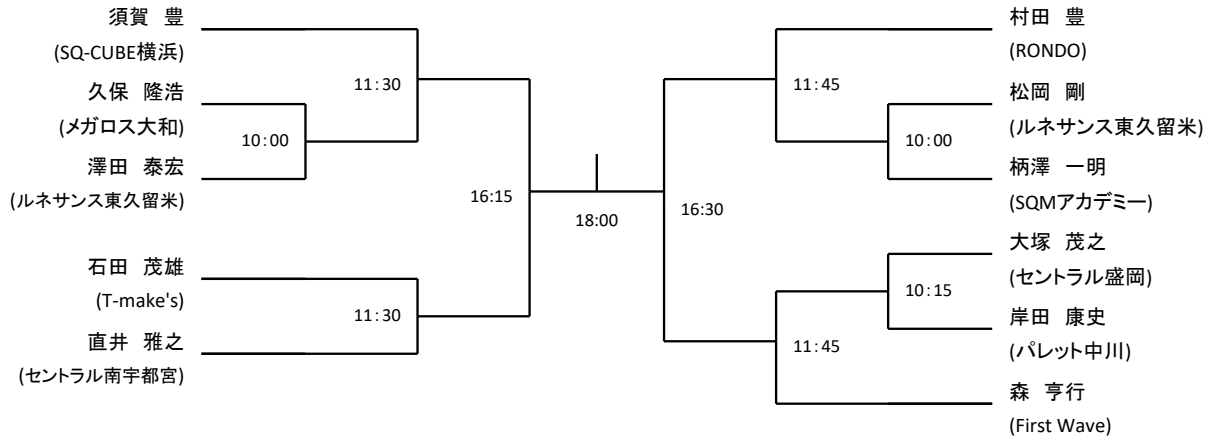 須賀 豊
(SQ-CUBE横浜)
11:30
久保 隆浩
(メガロス大和)
10:00
澤田 泰宏
(ルネサンス東久留米)
16:15
石田 茂雄
(T-make's)
11:30
直井 雅之
(セントラル南宇都宮)
18:00
村田 豊
(RONDO)
11:45
松岡 剛
(ルネサンス東久留米)
10:00
柄澤 一明
(SQMアカデミー)
16:30
大塚 茂之
(セントラル盛岡)
10:15
岸田 康史
(パレット中川)
11:45
森 亨行
(First Wave)